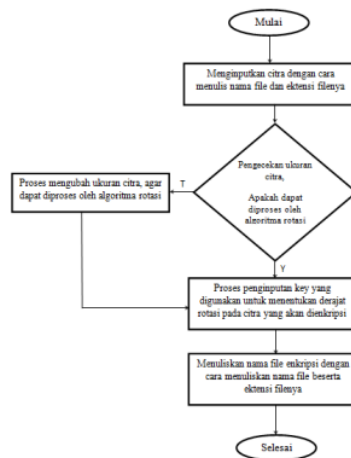 Mulai
Menginputkan citra dengan cara
menulis nama file dan ektensi filenya
Pengecekan ukuran
citra,
Apakah dapat
diproses oleh
algoritma rotasi
T
Proses mengubah ukuran citra, agar
dapat diproses oleh algoritma rotasi
Y
Proses penginputan key yang
digunakan untuk menentukan derajat
rotasi pada citra yang akan dienkripsi
Menuliskan nama file enkripsi dengan
cara menuliskan nama file beserta
ektensi filenya
Selesai